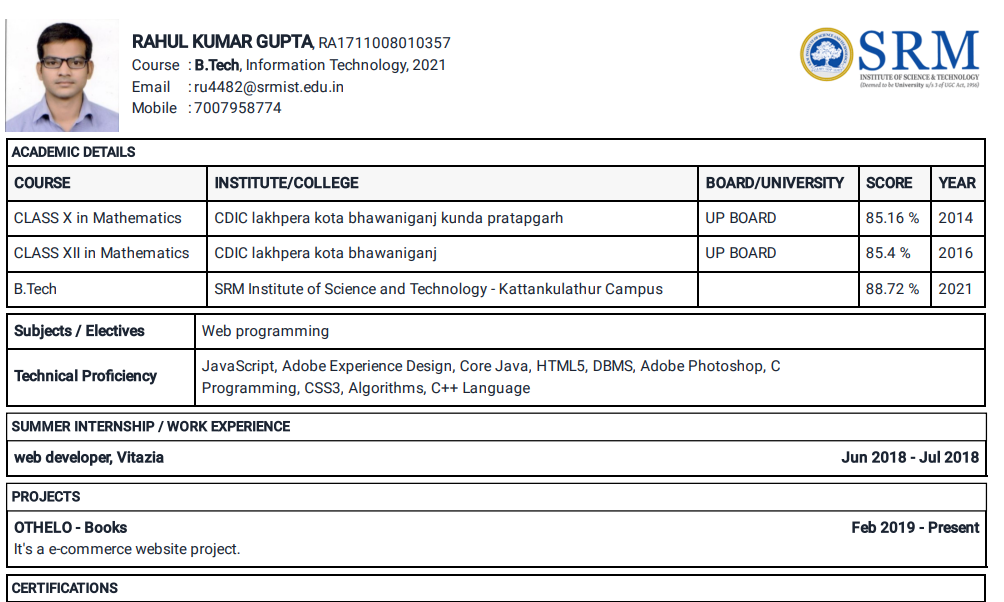 RAHUL KUMAR GUPTA, RA1711008010357
Course : B.Tech, Information Technology, 2021
Email : ru4482@srmist.edu.in
Mobile : 7007958774
SRM
INSTITUTE OF SCIENCE & TECHNOLOGY
(Deemed to be University u/s 3 of UGC Act, 1956)
ACADEMIC DETAILS
COURSE INSTITUTE/COLLEGE BOARD/UNIVERSITY SCORE YEAR
CLASS X in Mathematics CDIC lakhpera kota bhawaniganj kunda pratapgarh UP BOARD 85.16 % 2014
CLASS XII in Mathematics CDIC lakhpera kota bhawaniganj UP BOARD 85.4 % 2016
B.Tech SRM Institute of Science and Technology - Kattankulathur Campus 88.72 % 2021
Subjects / Electives Web programming
Technical Proficiency JavaScript, Adobe Experience Design, Core Java, HTML5, DBMS, Adobe Photoshop, C
Programming, CSS3, Algorithms, C++ Language
SUMMER INTERNSHIP / WORK EXPERIENCE
web developer, Vitazia Jun 2018 - Jul 2018
PROJECTS
OTHELO - Books Feb 2019 - Present
It's a e-commerce website project.
CERTIFICATIONS